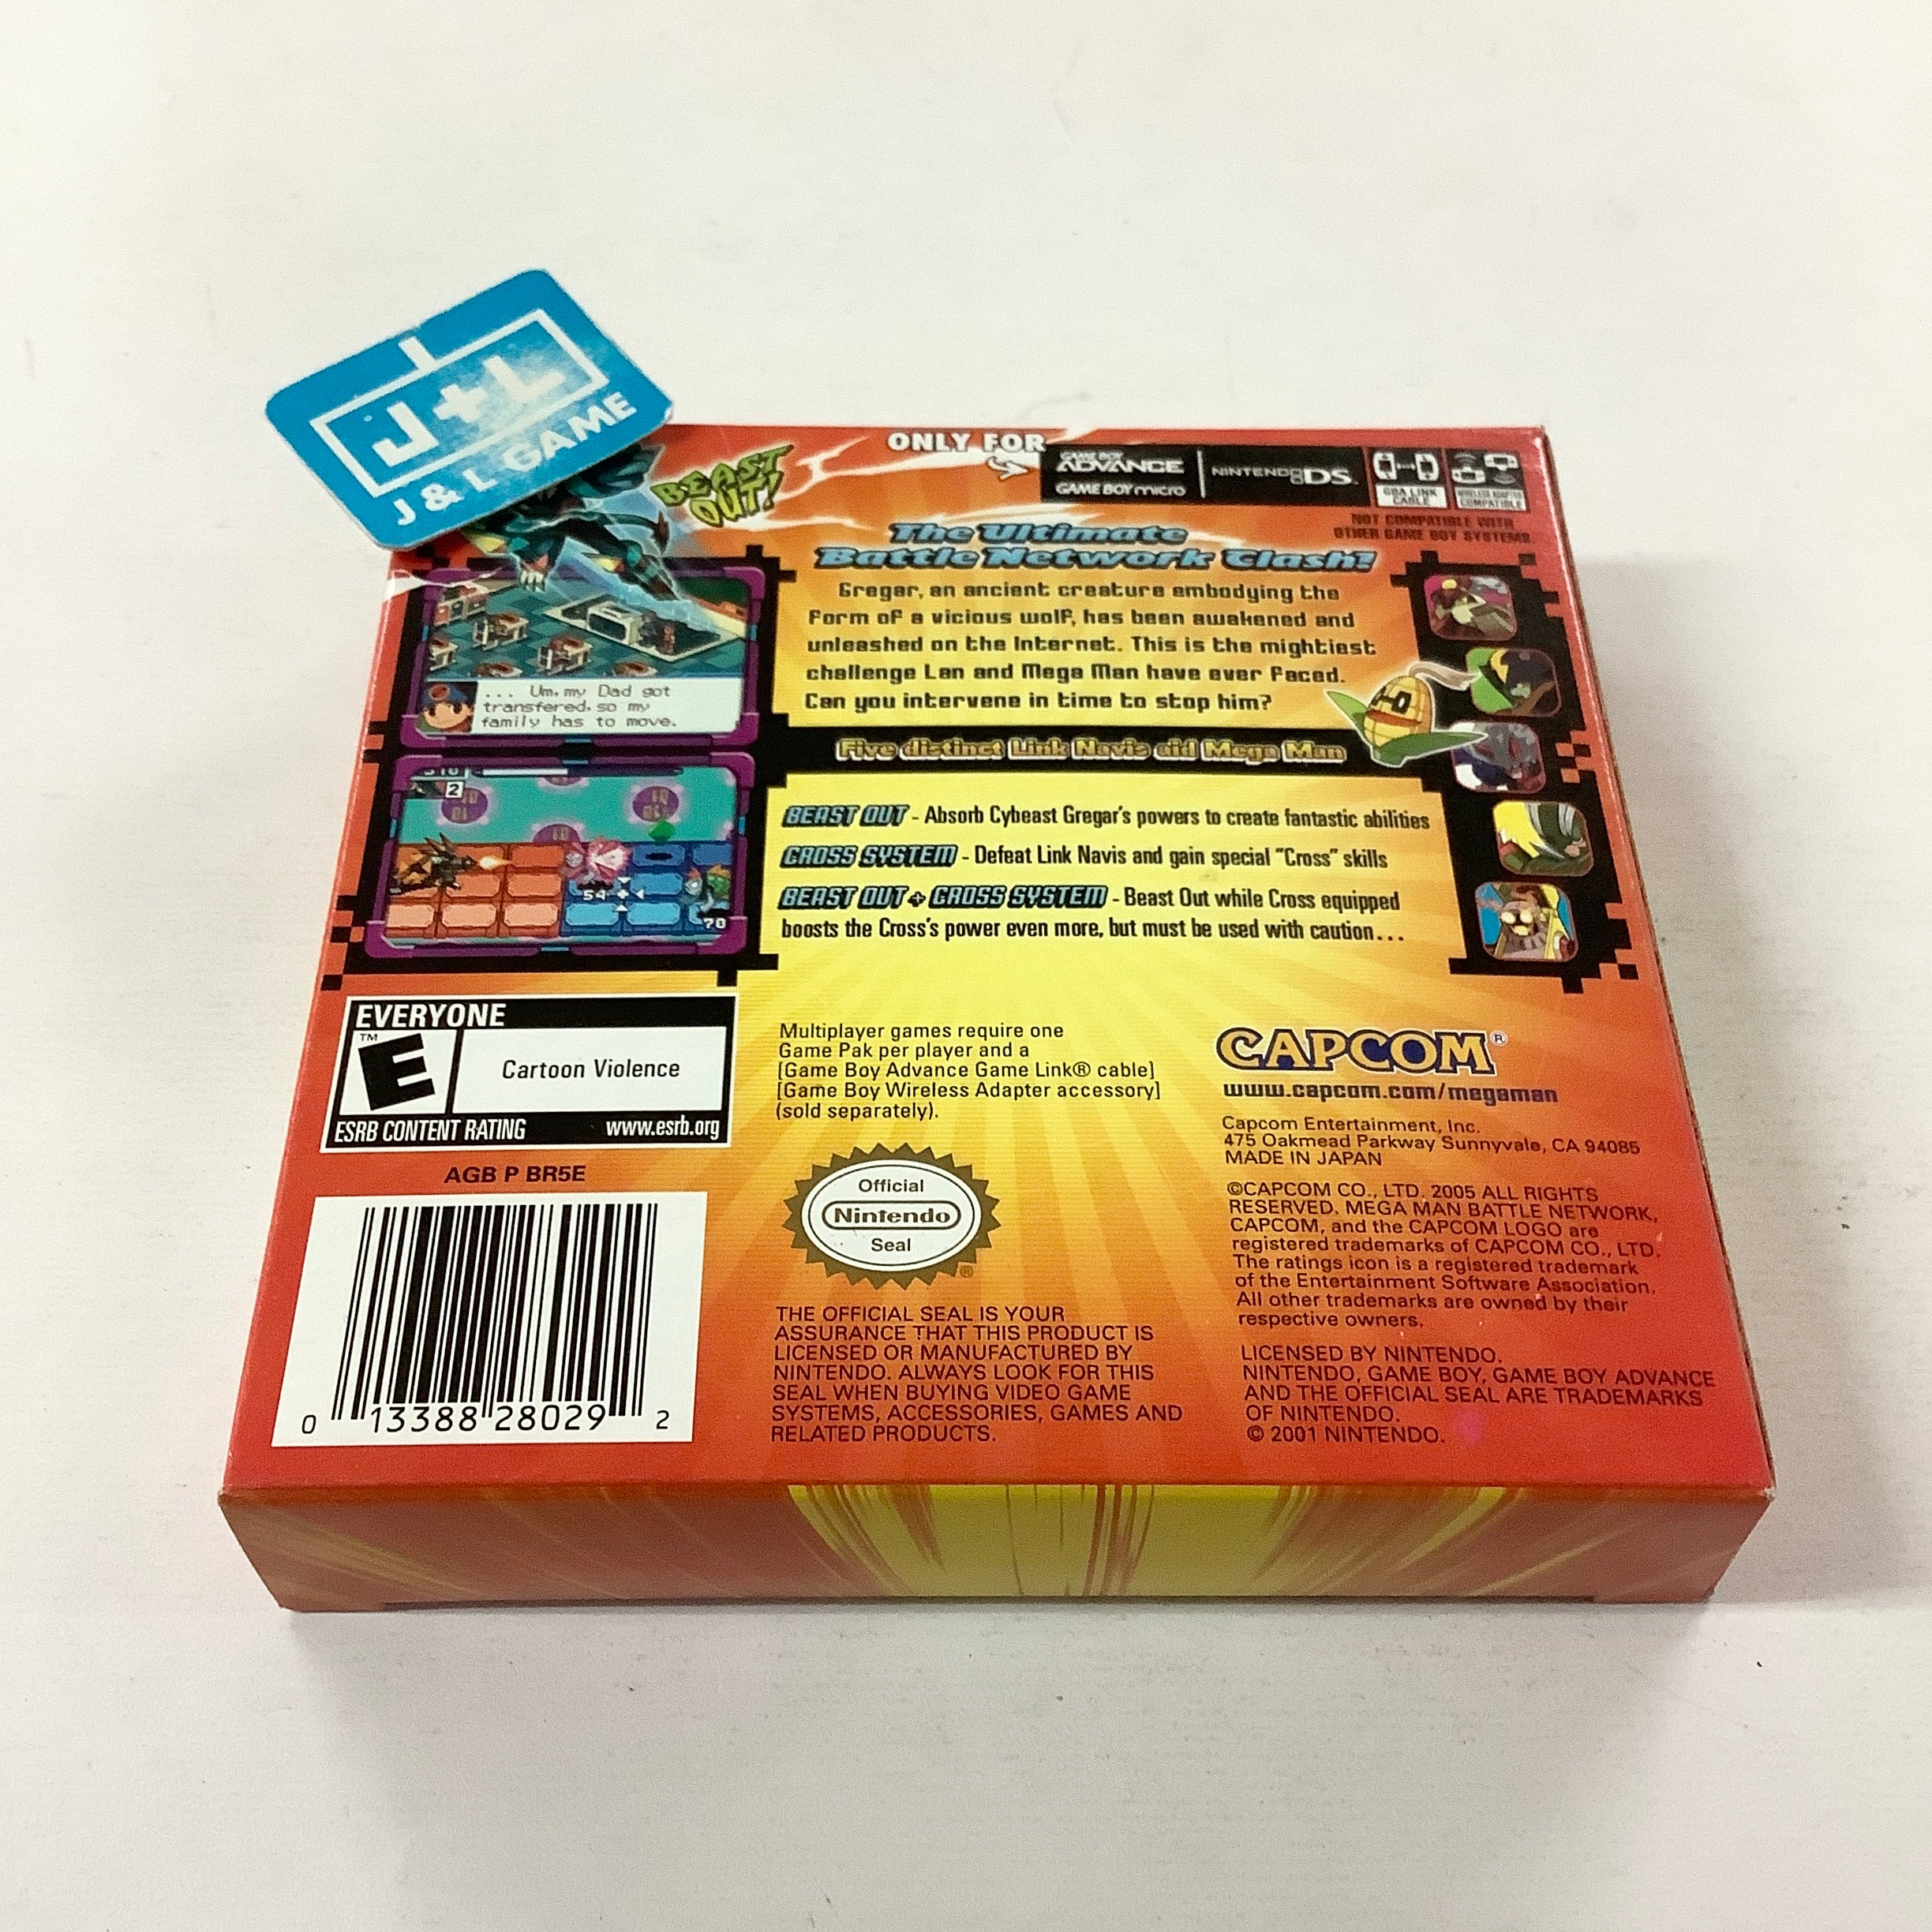 J+L
J & L GAME
BEAST
OUT!
ONLY FOR
GAME BOY
ADVANCE
GAME BOY micro
NINTENDO DS
GBA LINK
CABLE
WIRELESS ADAPTER
COMPATIBLE
NOT COMPATIBLE WITH
OTHER GAME BOY SYSTEMS.
The Ultimate
Battle Network Clash!
Gregar, an ancient creature embodying the
form of a vicious wolf, has been awakened and
unleashed on the Internet. This is the mightiest
challenge Lan and Mega Man have ever faced.
Can you intervene in time to stop him?
... Um, my Dad got
transfered, so my
family has to move.
Five distinct Link Navis aid Mega Man
2
54
70
BEAST OUT - Absorb Cybeast Gregar's powers to create fantastic abilities
CROSS SYSTEM - Defeat Link Navis and gain special "Cross" skills
BEAST OUT + CROSS SYSTEM - Beast Out while Cross equipped
boosts the Cross's power even more, but must be used with caution...
EVERYONE
TM
E
Cartoon Violence
ESRB CONTENT RATING www.esrb.org
AGB P BR5E
0 13388 28029 2
Multiplayer games require one
Game Pak per player and a
[Game Boy Advance Game Link® cable]
[Game Boy Wireless Adapter accessory]
(sold separately).
Official
Nintendo
Seal
®
THE OFFICIAL SEAL IS YOUR
ASSURANCE THAT THIS PRODUCT IS
LICENSED OR MANUFACTURED BY
NINTENDO. ALWAYS LOOK FOR THIS
SEAL WHEN BUYING VIDEO GAME
SYSTEMS, ACCESSORIES, GAMES AND
RELATED PRODUCTS.
CAPCOM®
www.capcom.com/megaman
Capcom Entertainment, Inc.
475 Oakmead Parkway Sunnyvale, CA 94085
MADE IN JAPAN
©CAPCOM CO., LTD. 2005 ALL RIGHTS
RESERVED. MEGA MAN BATTLE NETWORK,
CAPCOM, and the CAPCOM LOGO are
registered trademarks of CAPCOM CO., LTD.
The ratings icon is a registered trademark
of the Entertainment Software Association.
All other trademarks are owned by their
respective owners.
LICENSED BY NINTENDO.
NINTENDO, GAME BOY, GAME BOY ADVANCE
AND THE OFFICIAL SEAL ARE TRADEMARKS
OF NINTENDO.
© 2001 NINTENDO.